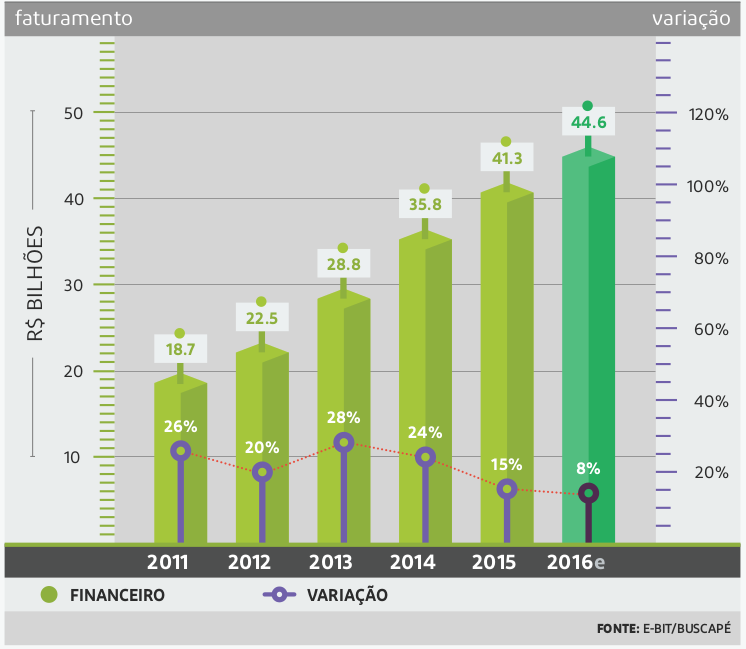 faturamento variação
50 120%
40 100%
30 80%
20 60%
10 40%
20%
R$ BILHÕES
18.7 22.5 28.8 35.8 41.3 44.6
26% 20% 28% 24% 15% 8%
2011 2012 2013 2014 2015 2016e
FINANCEIRO VARIAÇÃO
FONTE: E-BIT/BUSCAPÉ